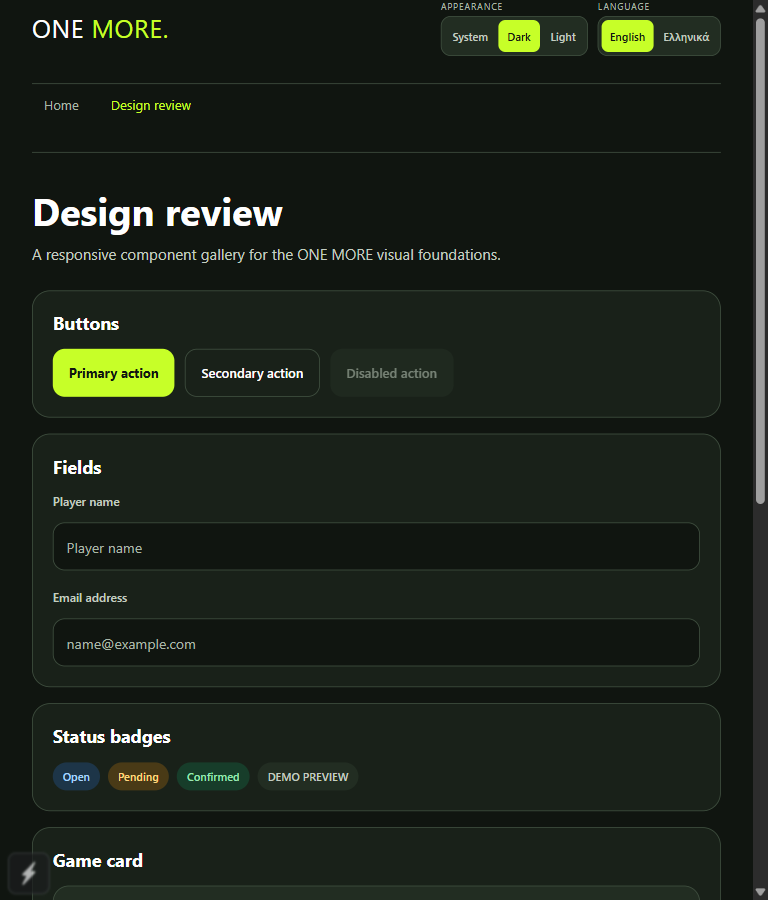 ONE MORE.
APPEARANCE
System Dark Light
LANGUAGE
English Ελληνικά
Home Design review
Design review
A responsive component gallery for the ONE MORE visual foundations.
Buttons
Primary action Secondary action Disabled action
Fields
Player name
Player name
Email address
name@example.com
Status badges
Open Pending Confirmed DEMO PREVIEW
Game card